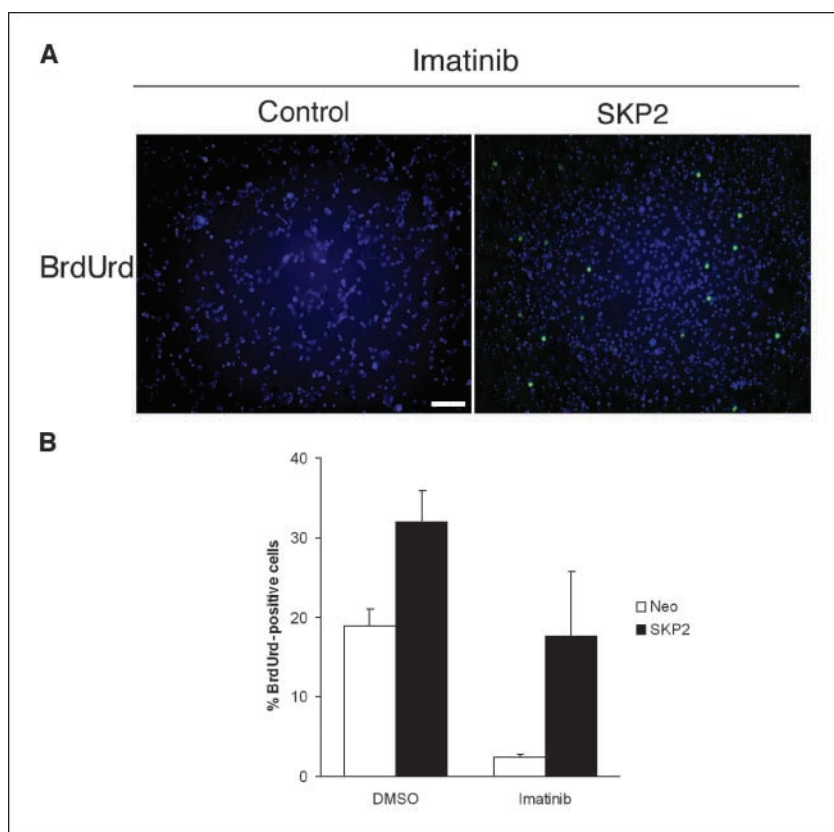 A
Imatinib
Control SKP2
BrdUrd
B
40
30
20
10
0
% BrdUrd-positive cells
DMSO Imatinib
Neo
SKP2